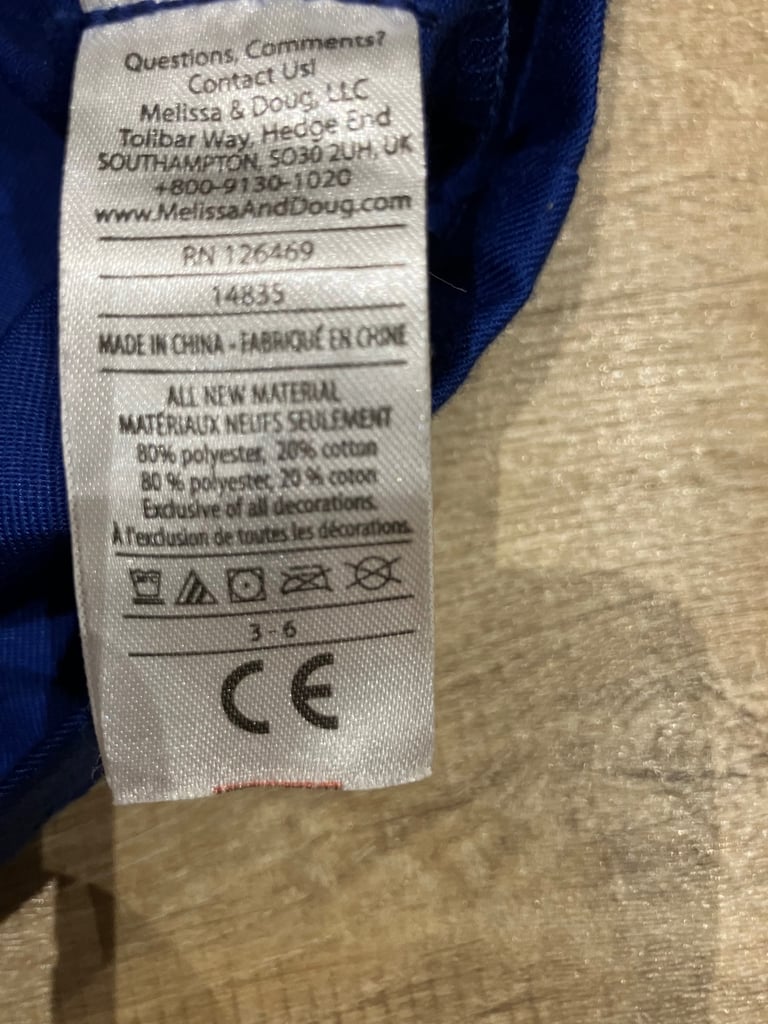 Questions, Comments?
Contact Us!
Melissa & Doug, LLC
Tolibar Way, Hedge End
SOUTHAMPTON, SO30 2UH, UK
+800-9130-1020
www.MelissaAndDoug.com
RN 126469
14835
MADE IN CHINA - FABRIQUÉ EN CHINE
ALL NEW MATERIAL
MATÉRIAUX NEUFS SEULEMENT
80% polyester, 20% cotton
80 % polyester, 20 % coton
Exclusive of all decorations.
À l'exclusion de toutes les décorations.
3 - 6
CE